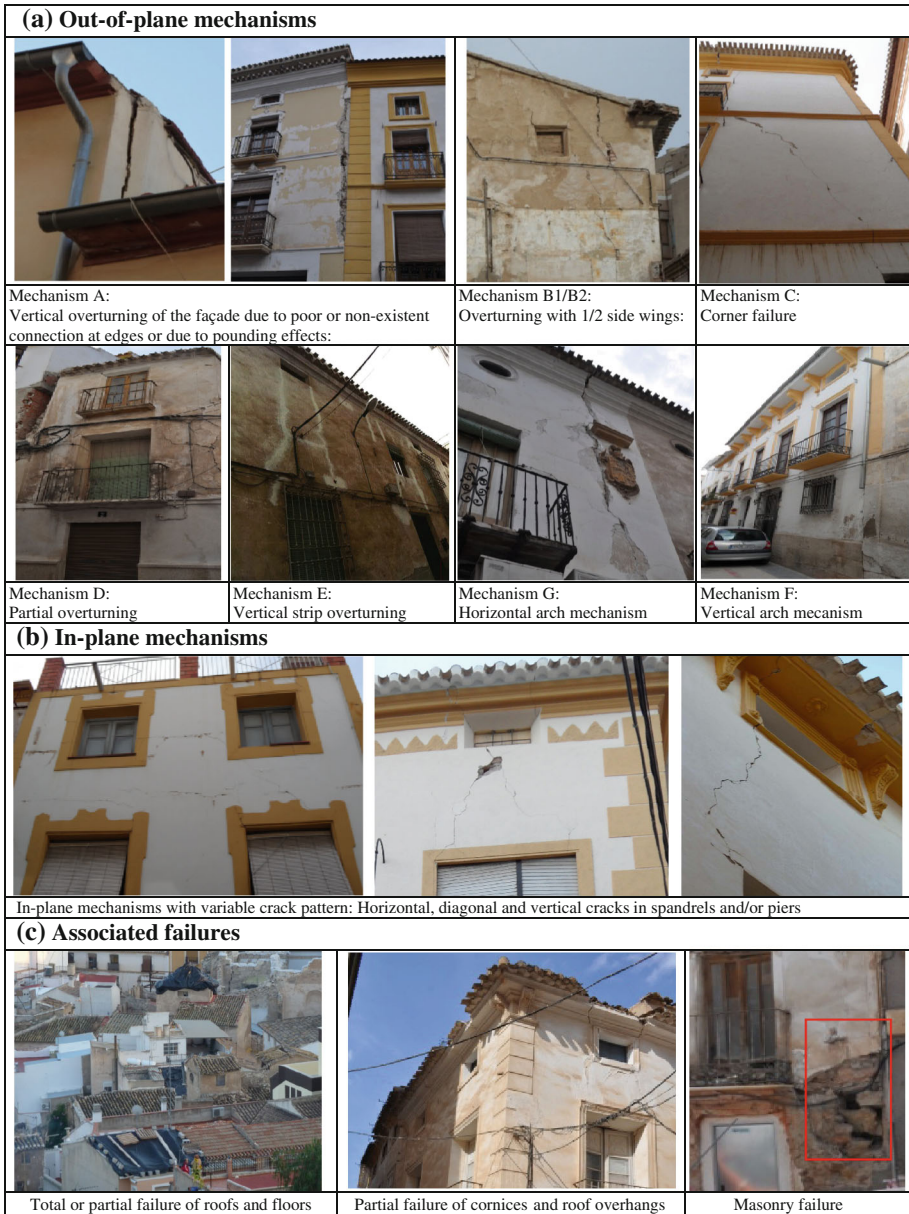 (a) Out-of-plane mechanisms
Mechanism A:
Vertical overturning of the façade due to poor or non-existent
connection at edges or due to pounding effects:
Mechanism B1/B2:
Overturning with 1/2 side wings:
Mechanism C:
Corner failure
Mechanism D:
Partial overturning
Mechanism E:
Vertical strip overturning
Mechanism G:
Horizontal arch mechanism
Mechanism F:
Vertical arch mecanism
(b) In-plane mechanisms
In-plane mechanisms with variable crack pattern: Horizontal, diagonal and vertical cracks in spandrels and/or piers
(c) Associated failures
Total or partial failure of roofs and floors
Partial failure of cornices and roof overhangs
Masonry failure